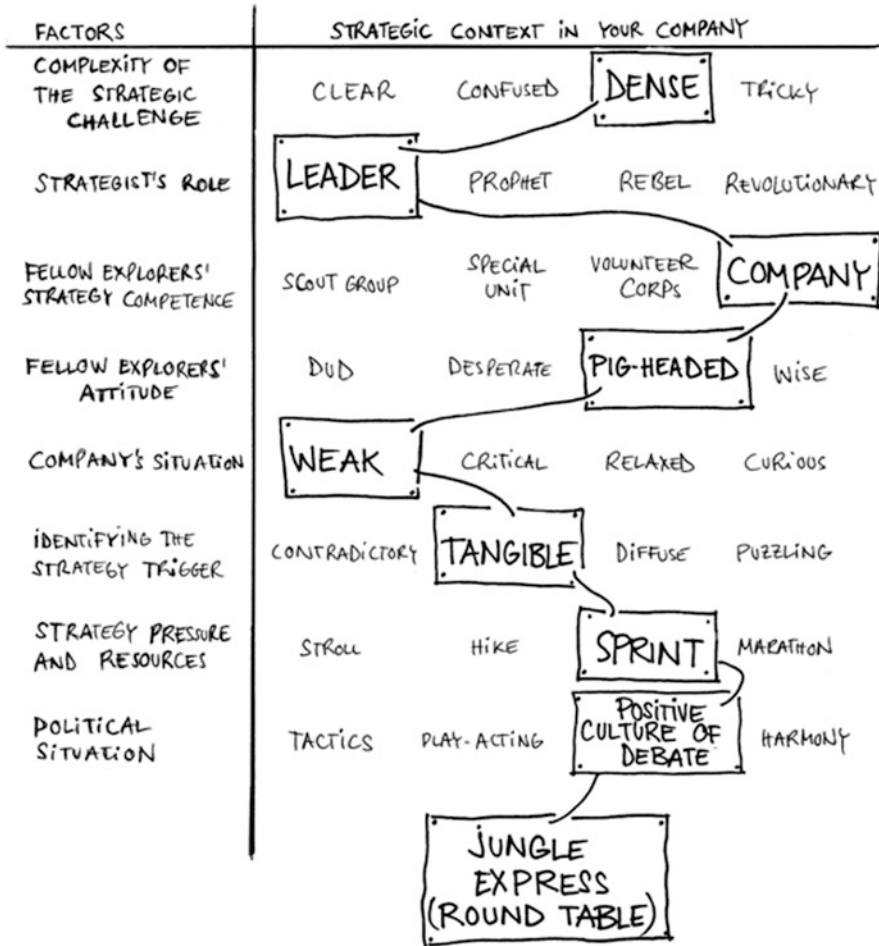 FACTORS
STRATEGIC CONTEXT IN YOUR COMPANY
COMPLEXITY OF
THE STRATEGIC
CHALLENGE
CLEAR
CONFUSED
DENSE
TRICKY
STRATEGIST'S ROLE
LEADER
PROPHET
REBEL
REVOLUTIONARY
FELLOW EXPLORERS'
STRATEGY COMPETENCE
SCOUT GROUP
SPECIAL
UNIT
VOLUNTEER
CORPS
COMPANY
FELLOW EXPLORERS'
ATTITUDE
DUD
DESPERATE
PIG-HEADED
WISE
COMPANY'S SITUATION
WEAK
CRITICAL
RELAXED
CURIOUS
IDENTIFYING THE
STRATEGY TRIGGER
CONTRADICTORY
TANGIBLE
DIFFUSE
PUZZLING
STRATEGY PRESSURE
AND RESOURCES
STROLL
HIKE
SPRINT
MARATHON
POLITICAL
SITUATION
TACTICS
PLAY-ACTING
POSITIVE
CULTURE OF
DEBATE
HARMONY
JUNGLE
EXPRESS
(ROUND TABLE)